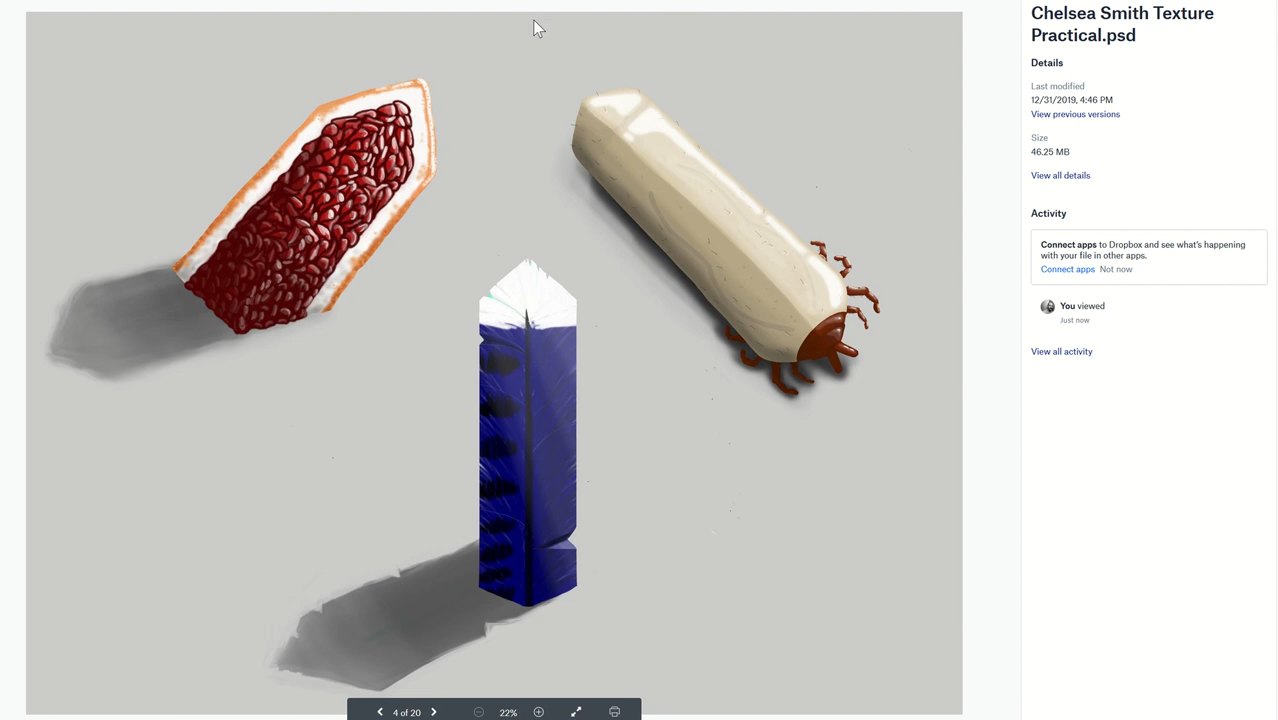 Chelsea Smith Texture
Practical.psd
Details
Last modified
12/31/2019, 4:46 PM
View previous versions
Size
46.25 MB
View all details
Activity
Connect apps to Dropbox and see what's happening
with your file in other apps.
Connect apps Not now
You viewed
Just now
View all activity
4 of 20
22%